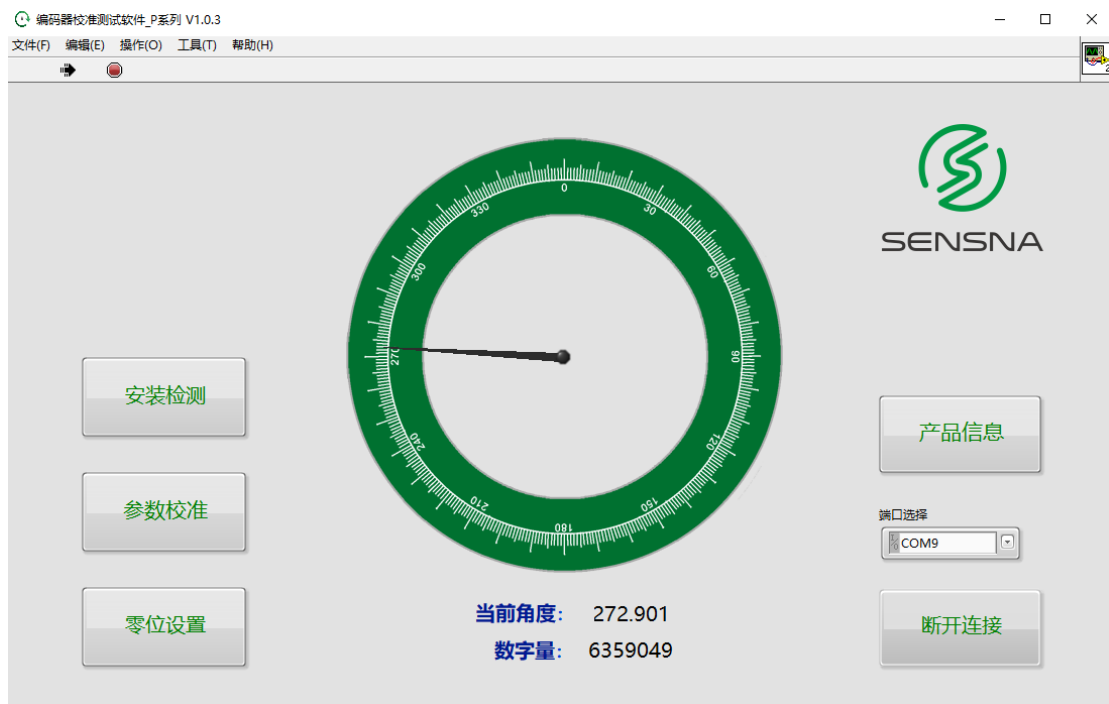 编码器校准测试软件_P系列 V1.0.3
文件(F) 编辑(E) 操作(O) 工具(T) 帮助(H)
2
SENSNA
0
30
60
90
120
150
180
210
240
270
300
330
安装检测
参数校准
零位设置
当前角度: 272.901
数字量: 6359049
产品信息
端口选择
COM9
断开连接